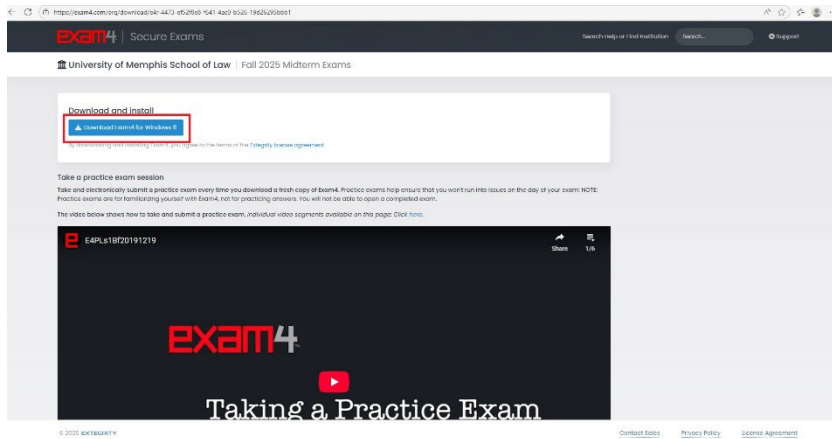 https://exam4.com/org/download/
exam4 | Secure Exams
Search Help or Find Institution
Search...
Support
University of Memphis School of Law | Fall 2025 Midterm Exams
Download and install
Download Exam4 for Windows 11
By downloading and installing Exam4, you agree to the terms of the Extegrity license agreement
Take a practice exam session
Take and electronically submit a practice exam every time you download a fresh copy of Exam4. Practice exams help ensure that you won't run into issues on the day of your exam: NOTE:
Practice exams are for familiarizing yourself with Exam4, not for practicing answers. You will not be able to open a completed exam.
The video below shows how to take and submit a practice exam. Individual video segments available on this page: Click here.
E4PLs1Bf20191219
Share
1/6
exam4
Taking a Practice Exam
© 2025 EXTEGRITY
Contact Sales
Privacy Policy
License Agreement